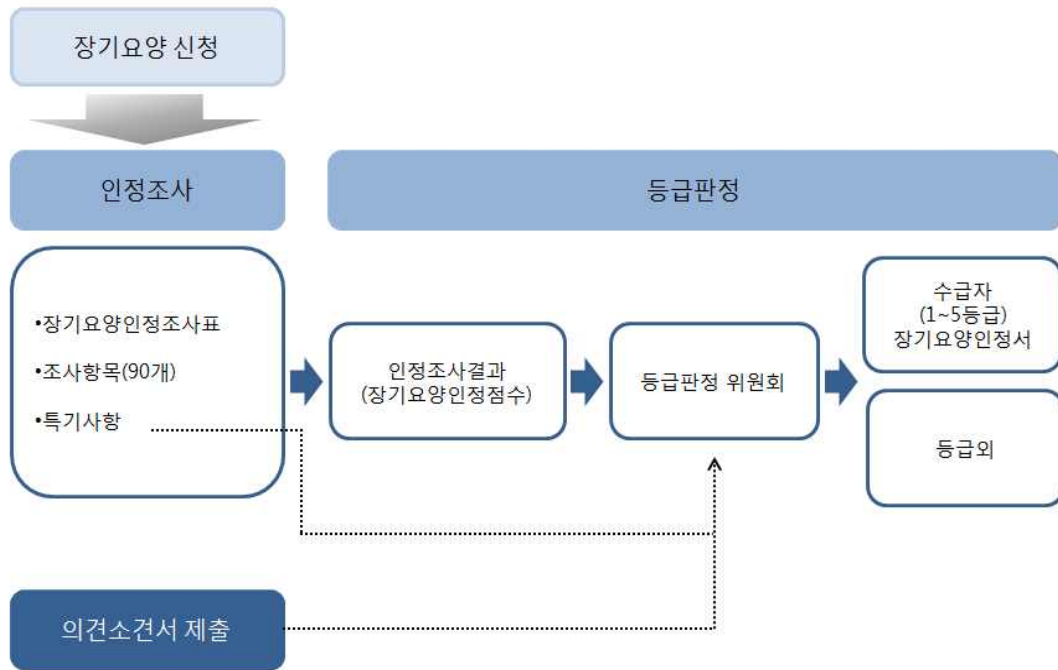 장기요양 신청
인정조사
등급판정
•장기요양인정조사표
•조사항목(90개)
•특기사항
인정조사결과
(장기요양인정점수)
등급판정 위원회
수급자
(1~5등급)
장기요양인정서
등급외
의견소견서 제출